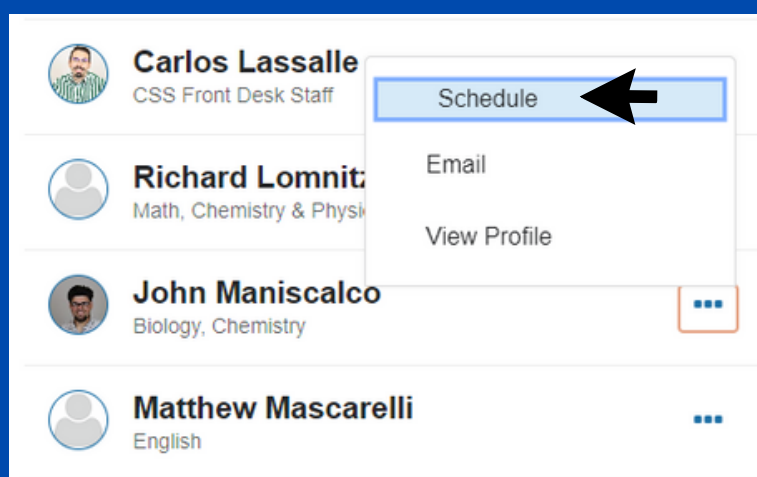 Carlos Lassalle
CSS Front Desk Staff
Schedule
Richard Lomnitz
Math, Chemistry &
Email
View Profile
John Maniscalco
Biology, Chemistry
Matthew Mascarelli
English